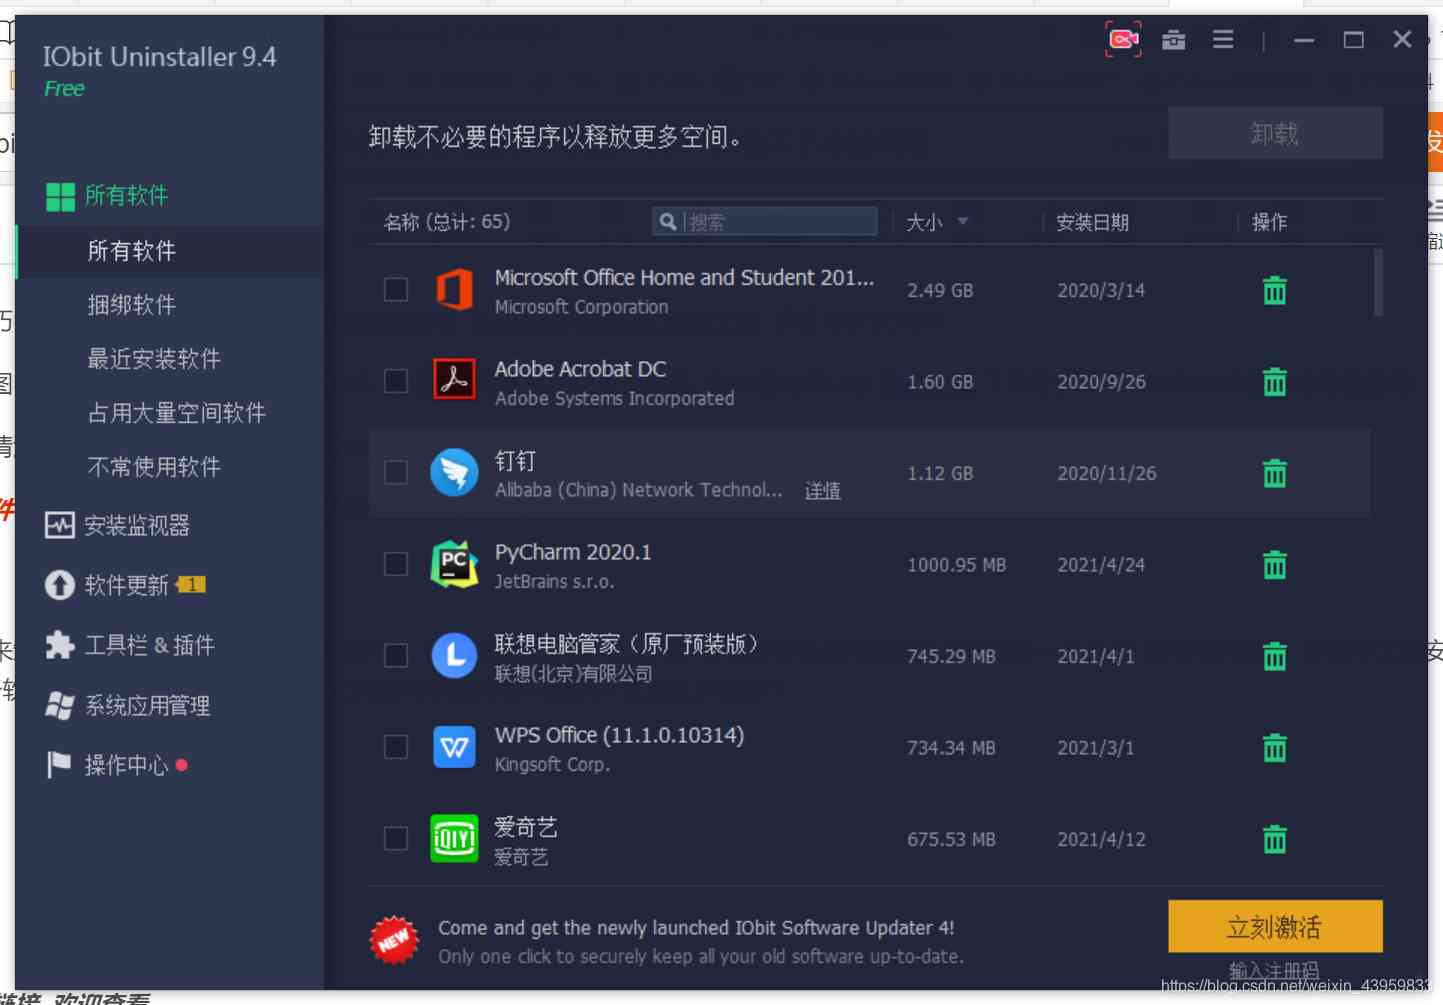 IObit Uninstaller 9.4
Free
所有软件
所有软件
捆绑软件
最近安装软件
占用大量空间软件
不常使用软件
安装监视器
软件更新 1
工具栏 & 插件
系统应用管理
操作中心
卸载不必要的程序以释放更多空间。
卸载
名称 (总计: 65)
搜索
大小
安装日期
操作
Microsoft Office Home and Student 201...
Microsoft Corporation
2.49 GB
2020/3/14
Adobe Acrobat DC
Adobe Systems Incorporated
1.60 GB
2020/9/26
钉钉
Alibaba (China) Network Technol...
详情
1.12 GB
2020/11/26
PC
PyCharm 2020.1
JetBrains s.r.o.
1000.95 MB
2021/4/24
L
联想电脑管家（原厂预装版）
联想(北京)有限公司
745.29 MB
2021/4/1
W
WPS Office (11.1.0.10314)
Kingsoft Corp.
734.34 MB
2021/3/1
iQIYI
爱奇艺
爱奇艺
675.53 MB
2021/4/12
NEW
Come and get the newly launched IObit Software Updater 4!
Only one click to securely keep all your old software up-to-date.
立刻激活
输入注册码
https://blog.csdn.net/weixin_43959833
链接 欢迎查看
发
图
件
安